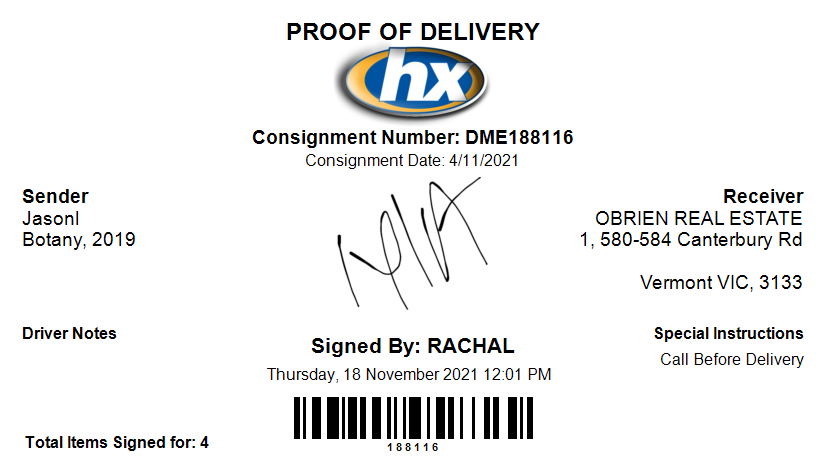 PROOF OF DELIVERY
hx
Consignment Number: DME188116
Consignment Date: 4/11/2021
Sender
JasonI
Botany, 2019
Receiver
OBRIEN REAL ESTATE
1, 580-584 Canterbury Rd
Vermont VIC, 3133
Driver Notes
Signed By: RACHAL
Thursday, 18 November 2021 12:01 PM
Special Instructions
Call Before Delivery
Total Items Signed for: 4
188116